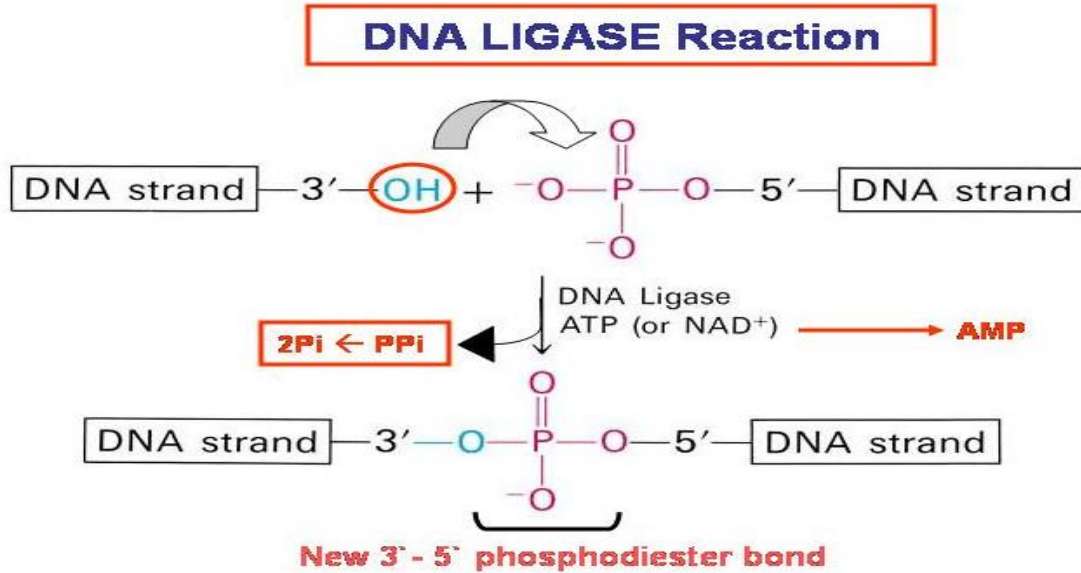 DNA LIGASE Reaction
O
DNA strand 3′ OH + ⁻O P O 5′ DNA strand
⁻O
DNA Ligase
ATP (or NAD⁺) AMP
2Pi ← PPi
O
DNA strand 3′ O P O 5′ DNA strand
⁻O
New 3` - 5` phosphodiester bond